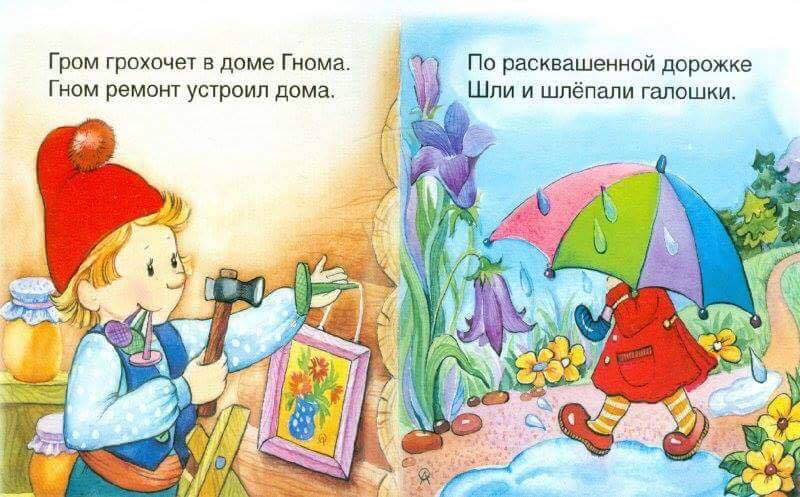 Гром грохочет в доме Гнома.
Гном ремонт устроил дома.
По расквашенной дорожке
Шли и шлёпали галошки.